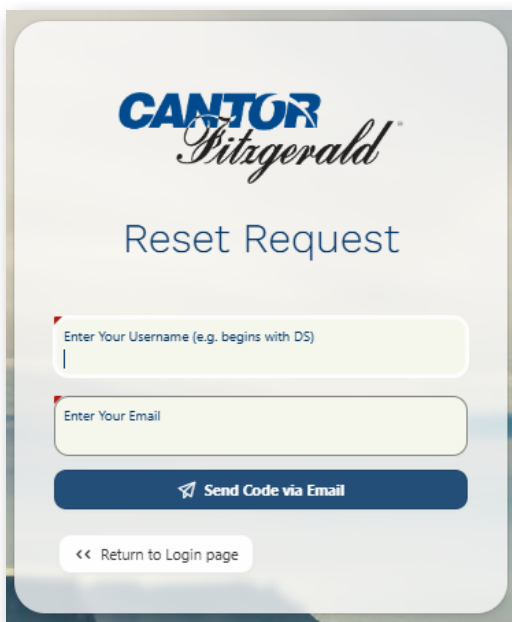 CANTOR
Fitzgerald
Reset Request
Enter Your Username (e.g. begins with DS)
Enter Your Email
Send Code via Email
<< Return to Login page